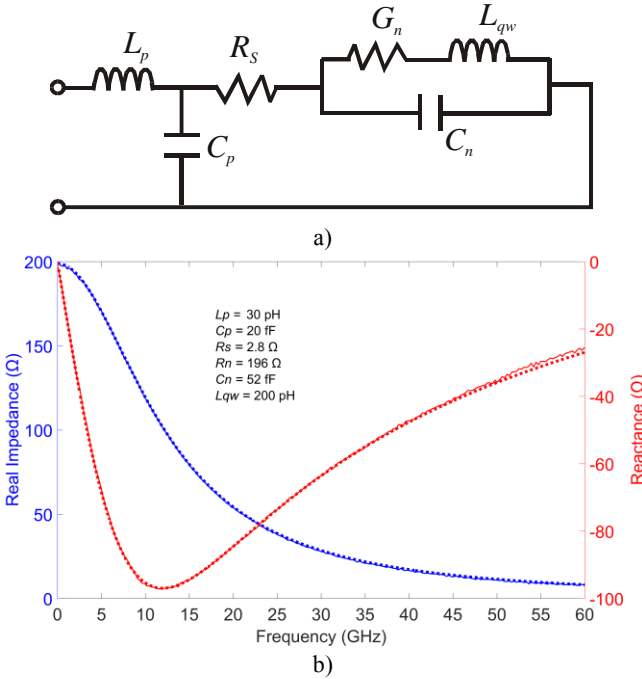 G_n L_qw
L_p R_S
C_p C_n
a)
200 0
150 -20
100 -40
50 -60
0 -80
-100
Real Impedance (Ω)
Reactance (Ω)
Lp = 30 pH
Cp = 20 fF
Rs = 2.8 Ω
Rn = 196 Ω
Cn = 52 fF
Lqw = 200 pH
0 5 10 15 20 25 30 35 40 45 50 55 60
Frequency (GHz)
b)